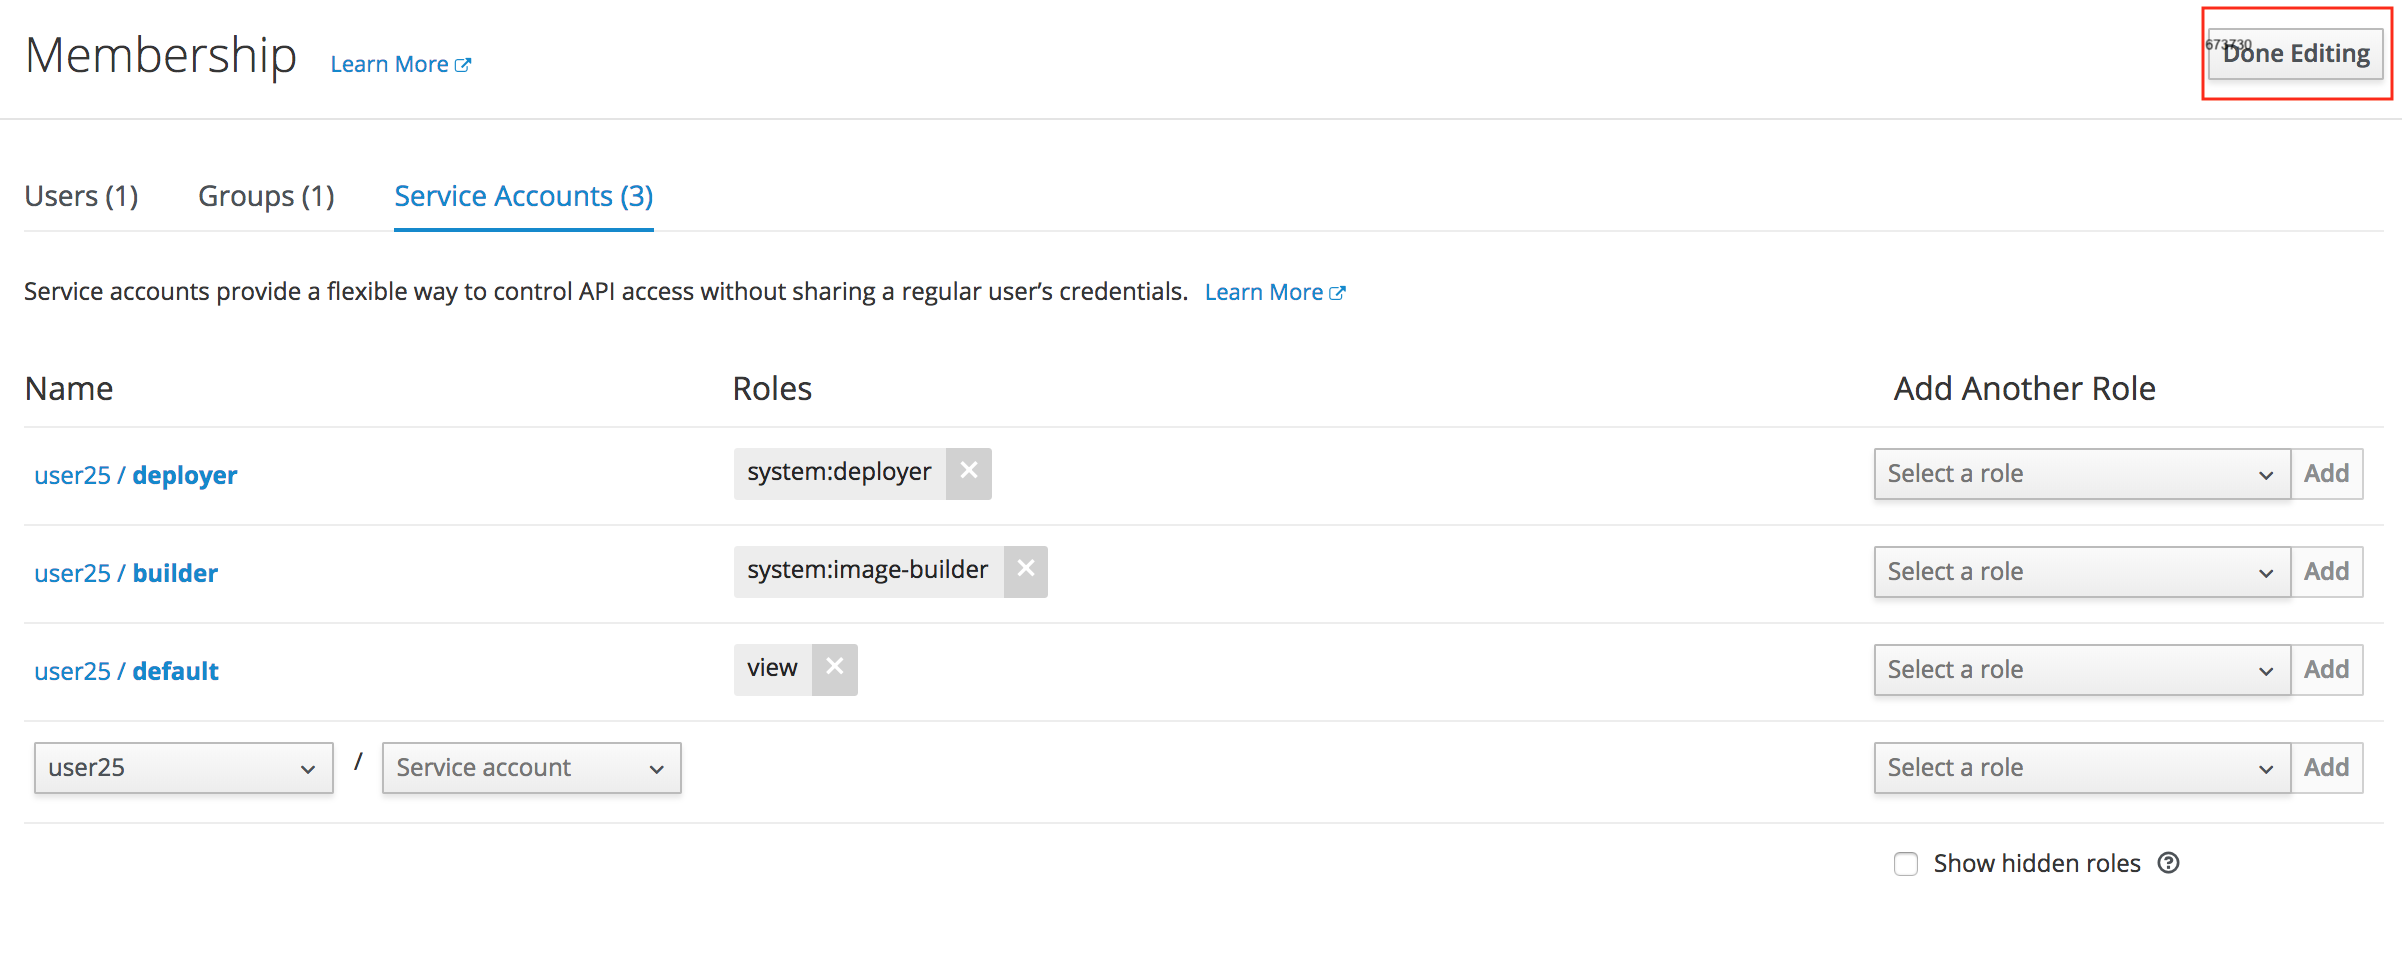 Membership Learn More
673730
Done Editing
Users (1) Groups (1) Service Accounts (3)
Service accounts provide a flexible way to control API access without sharing a regular user’s credentials. Learn More
Name Roles Add Another Role
user25 / deployer system:deployer Select a role Add
user25 / builder system:image-builder Select a role Add
user25 / default view Select a role Add
user25 / Service account Select a role Add
Show hidden roles